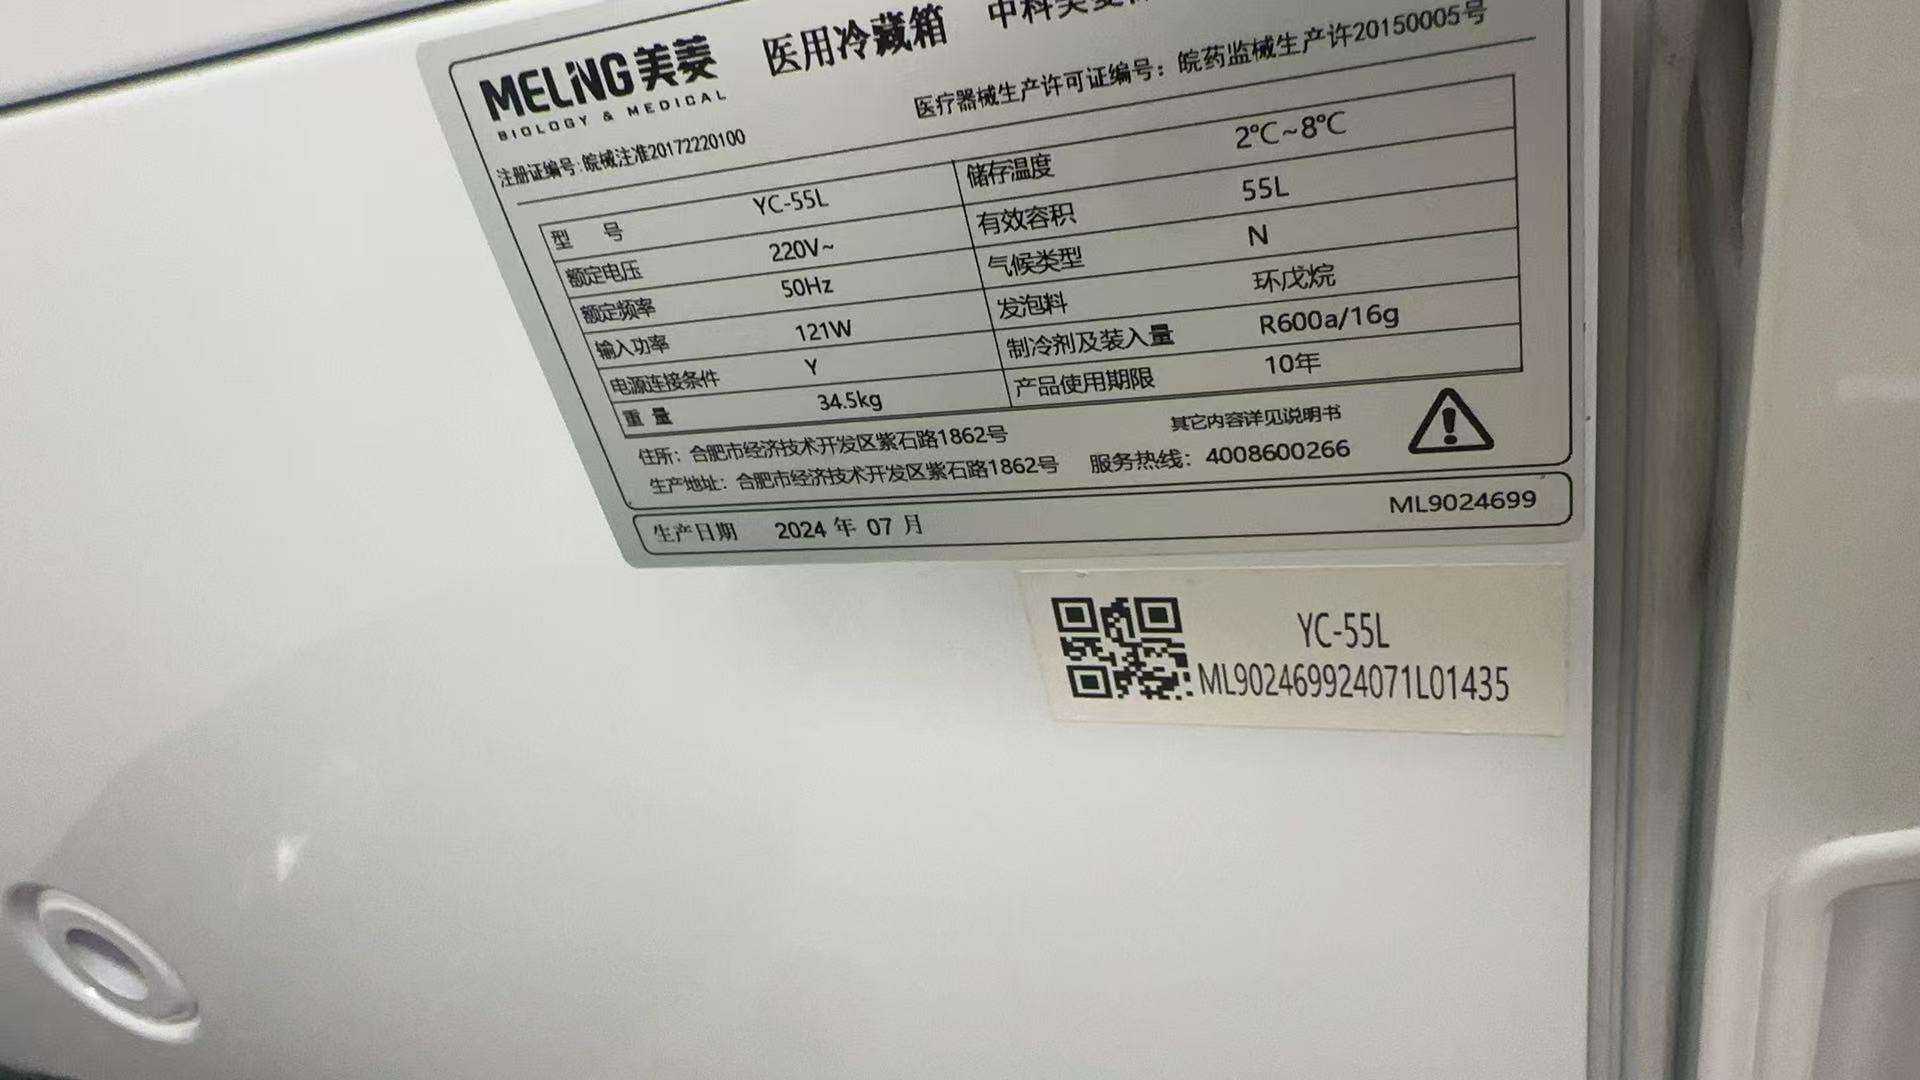 MELING美菱 医用冷藏箱 中科美菱
BIOLOGY & MEDICAL
注册证编号:皖械注准20172220100
医疗器械生产许可证编号：皖药监械生产许20150005号
型 号 YC-55L 储存温度 2℃~8℃
额定电压 220V~ 有效容积 55L
额定频率 50Hz 气候类型 N
输入功率 121W 发泡料 环戊烷
电源连接条件 Y 制冷剂及装入量 R600a/16g
重 量 34.5kg 产品使用期限 10年
其它内容详见说明书
住所：合肥市经济技术开发区紫石路1862号
生产地址：合肥市经济技术开发区紫石路1862号 服务热线：4008600266
生产日期 2024 年 07 月 ML9024699
YC-55L
ML902469924071L01435